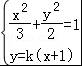 x²/3 + y²/2 = 1
y=k(x+1)